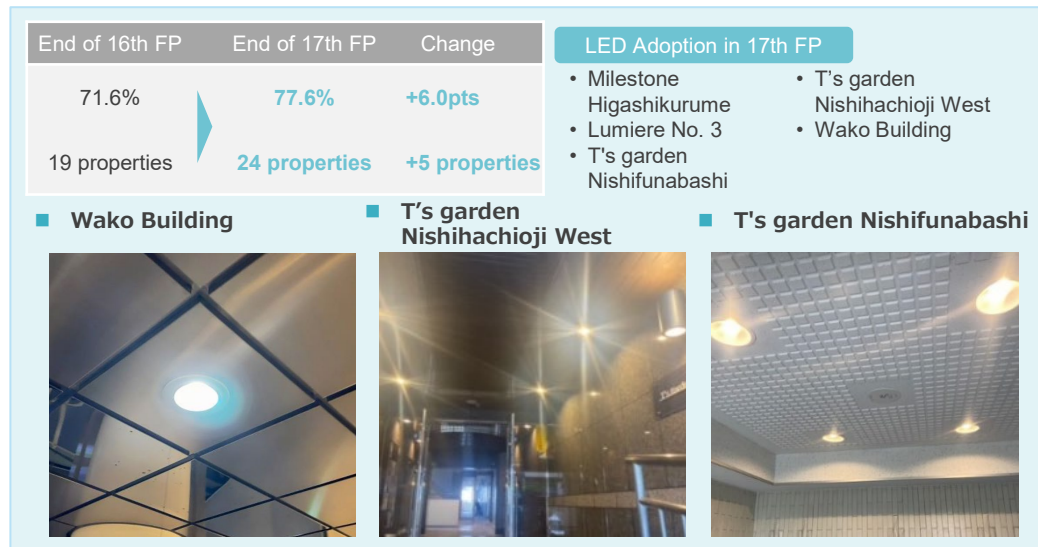 End of 16th FP End of 17th FP Change
71.6% 77.6% +6.0pts
19 properties 24 properties +5 properties
LED Adoption in 17th FP
• Milestone
Higashikurume
• Lumiere No. 3
• T's garden
Nishifunabashi
• T’s garden
Nishihachioji West
• Wako Building
■ Wako Building
■ T’s garden
Nishihachioji West
■ T's garden Nishifunabashi